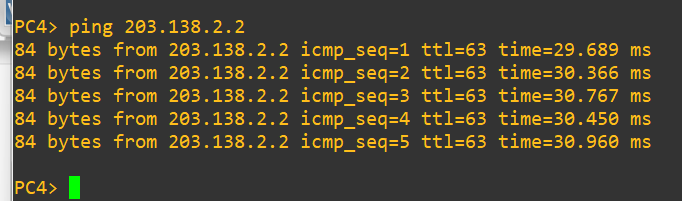 PC4> ping 203.138.2.2
84 bytes from 203.138.2.2 icmp_seq=1 ttl=63 time=29.689 ms
84 bytes from 203.138.2.2 icmp_seq=2 ttl=63 time=30.366 ms
84 bytes from 203.138.2.2 icmp_seq=3 ttl=63 time=30.767 ms
84 bytes from 203.138.2.2 icmp_seq=4 ttl=63 time=30.450 ms
84 bytes from 203.138.2.2 icmp_seq=5 ttl=63 time=30.960 ms
PC4>